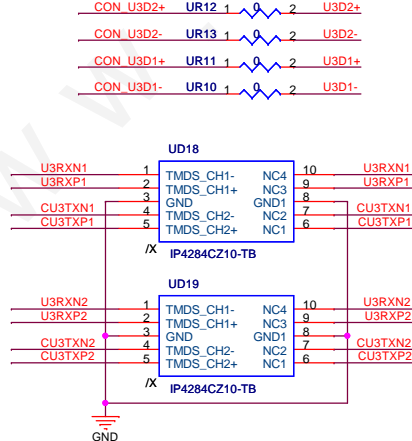 CON_U3D2+ UR12 1 0 2 U3D2+
CON_U3D2- UR13 1 0 2 U3D2-
CON_U3D1+ UR11 1 0 2 U3D1+
CON_U3D1- UR10 1 0 2 U3D1-
UD18
U3RXN1 1 TMDS_CH1- NC4 10 U3RXN1
U3RXP1 2 TMDS_CH1+ NC3 9 U3RXP1
3 GND GND1 8
CU3TXN1 4 TMDS_CH2- NC2 7 CU3TXN1
CU3TXP1 5 TMDS_CH2+ NC1 6 CU3TXP1
/X IP4284CZ10-TB
UD19
U3RXN2 1 TMDS_CH1- NC4 10 U3RXN2
U3RXP2 2 TMDS_CH1+ NC3 9 U3RXP2
3 GND GND1 8
CU3TXN2 4 TMDS_CH2- NC2 7 CU3TXN2
CU3TXP2 5 TMDS_CH2+ NC1 6 CU3TXP2
/X IP4284CZ10-TB
GND